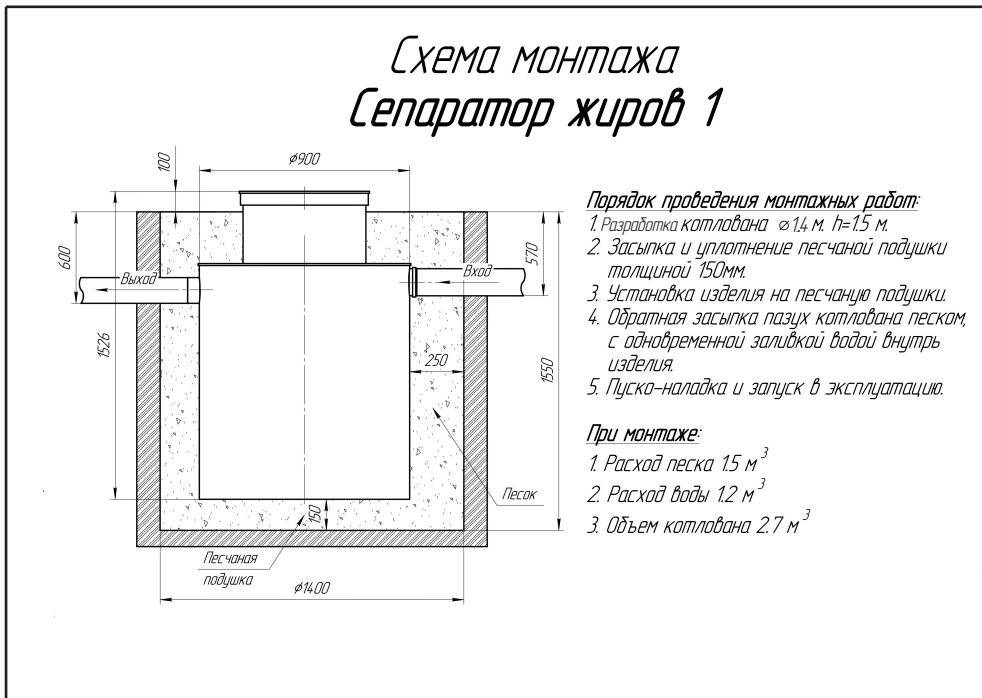 Схема монтажа
Сепаратор жиров 1
100
⌀900
600
Выход
Вход
570
1526
250
1550
150
Песок
Песчаная
подушка
⌀1400
Порядок проведения монтажных работ:
1. Разработка котлована ⌀1.4 м. h=1.5 м.
2. Засыпка и уплотнение песчаной подушки
толщиной 150мм.
3. Установка изделия на песчаную подушки.
4. Обратная засыпка пазух котлована песком,
с одновременной заливкой водой внутрь
изделия.
5. Пуско-наладка и запуск в эксплуатацию.
При монтаже:
1. Расход песка 1.5 м³
2. Расход воды 1.2 м³
3. Объем котлована 2.7 м³